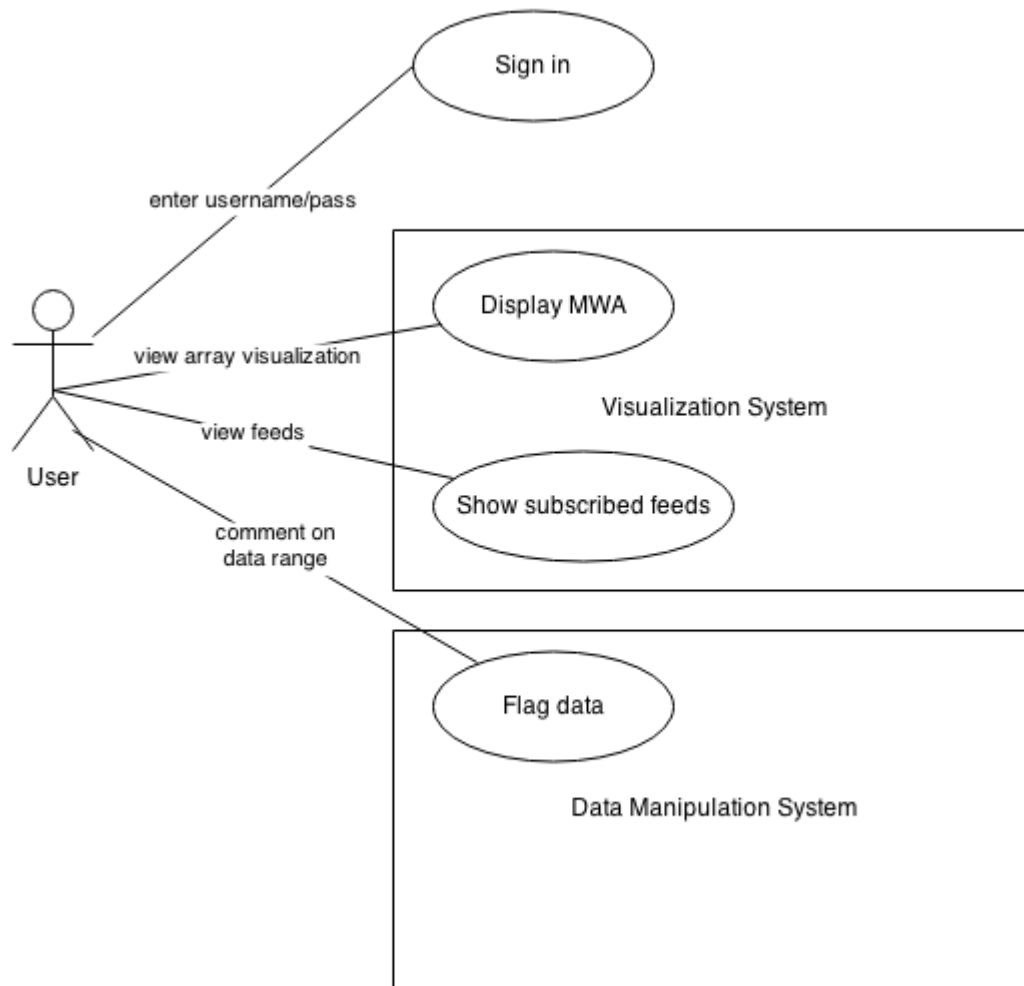 Sign in
enter username/pass
Display MWA
view array visualization
Visualization System
view feeds
User
Show subscribed feeds
comment on
data range
Flag data
Data Manipulation System